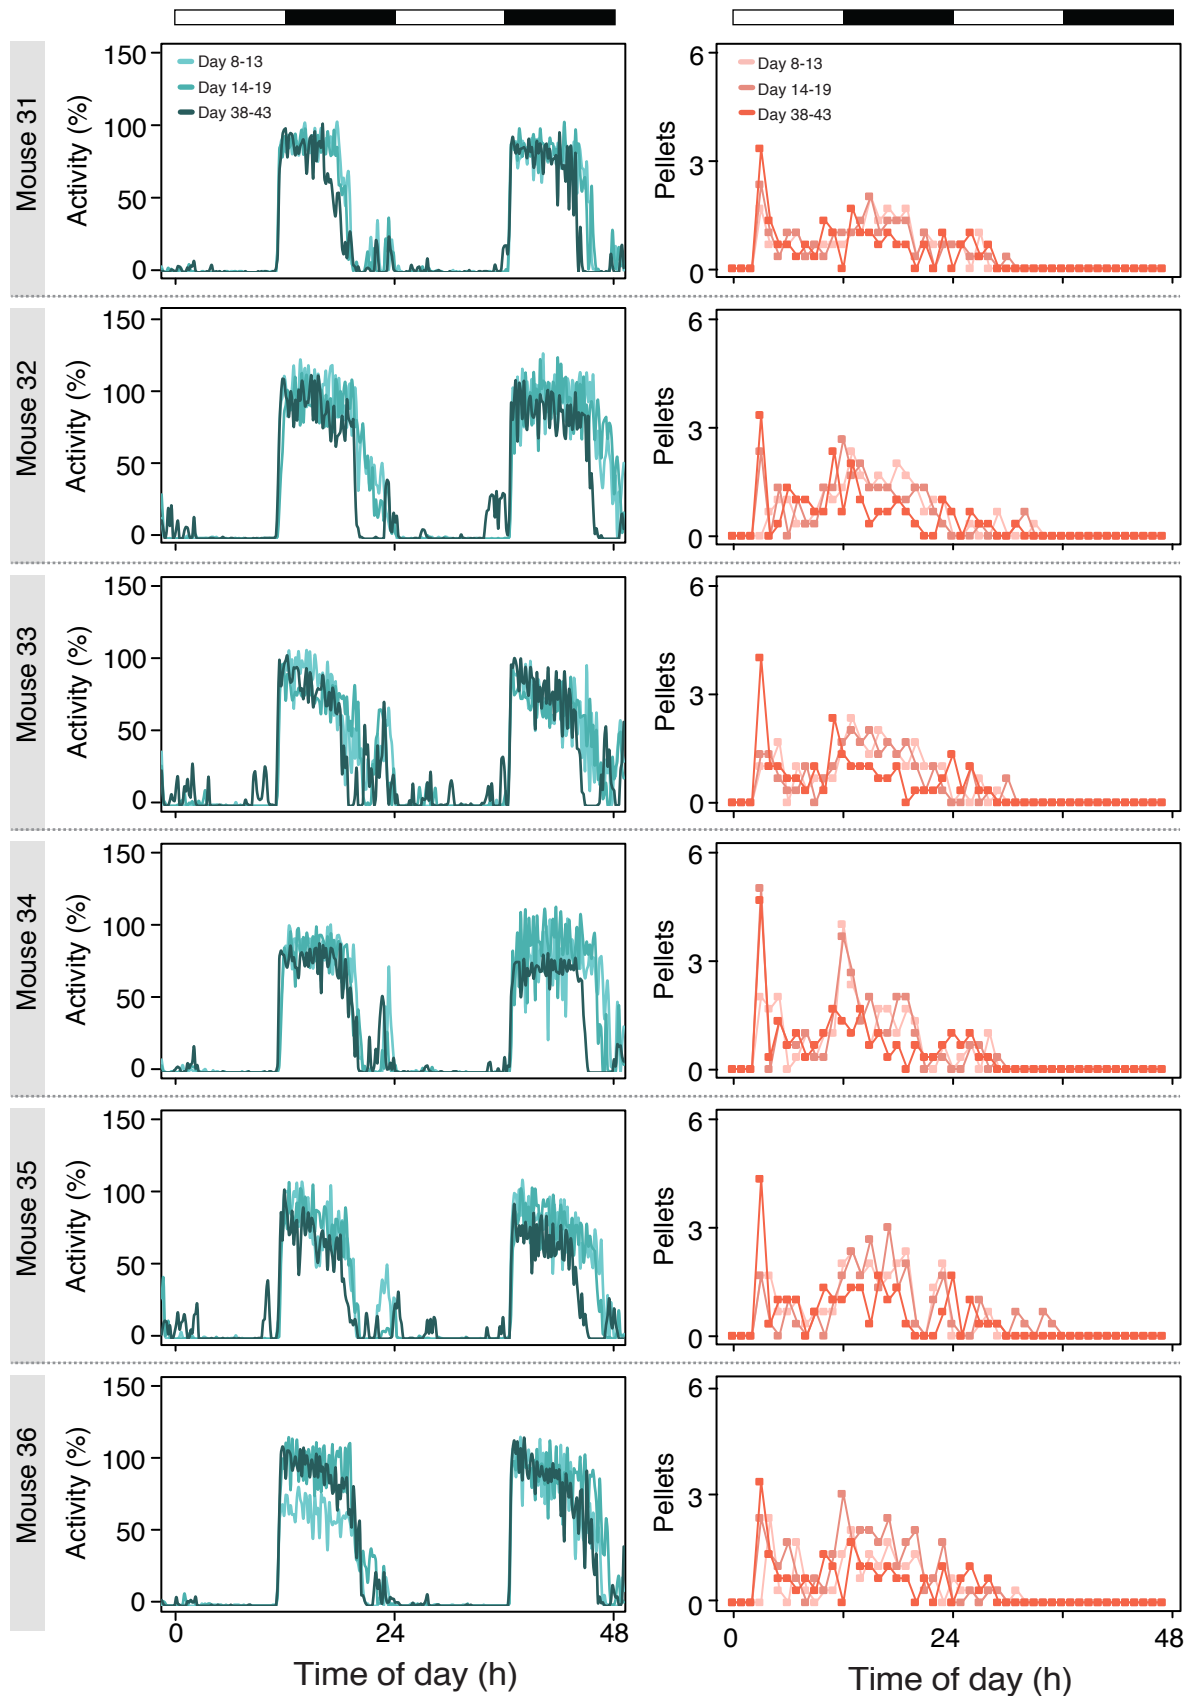 Mouse 31
Activity (%)
150
100
50
0
Day 8-13
Day 14-19
Day 38-43
Pellets
6
3
0
Day 8-13
Day 14-19
Day 38-43
Mouse 32
Activity (%)
150
100
50
0
Pellets
6
3
0
Mouse 33
Activity (%)
150
100
50
0
Pellets
6
3
0
Mouse 34
Activity (%)
150
100
50
0
Pellets
6
3
0
Mouse 35
Activity (%)
150
100
50
0
Pellets
6
3
0
Mouse 36
Activity (%)
150
100
50
0
Pellets
6
3
0
0 24 48
Time of day (h)
0 24 48
Time of day (h)